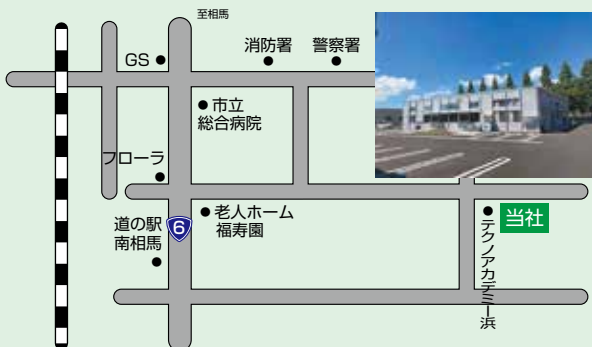 至相馬
GS
消防署
警察署
市立
総合病院
フローラ
道の駅
南相馬
6
老人ホーム
福寿園
当社
テクノアカデミー浜